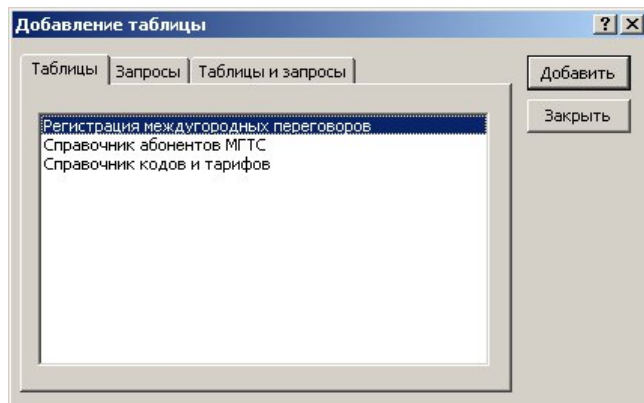 Добавление таблицы
Таблицы Запросы Таблицы и запросы
Добавить
Закрыть
Регистрация междугородных переговоров
Справочник абонентов МГТС
Справочник кодов и тарифов